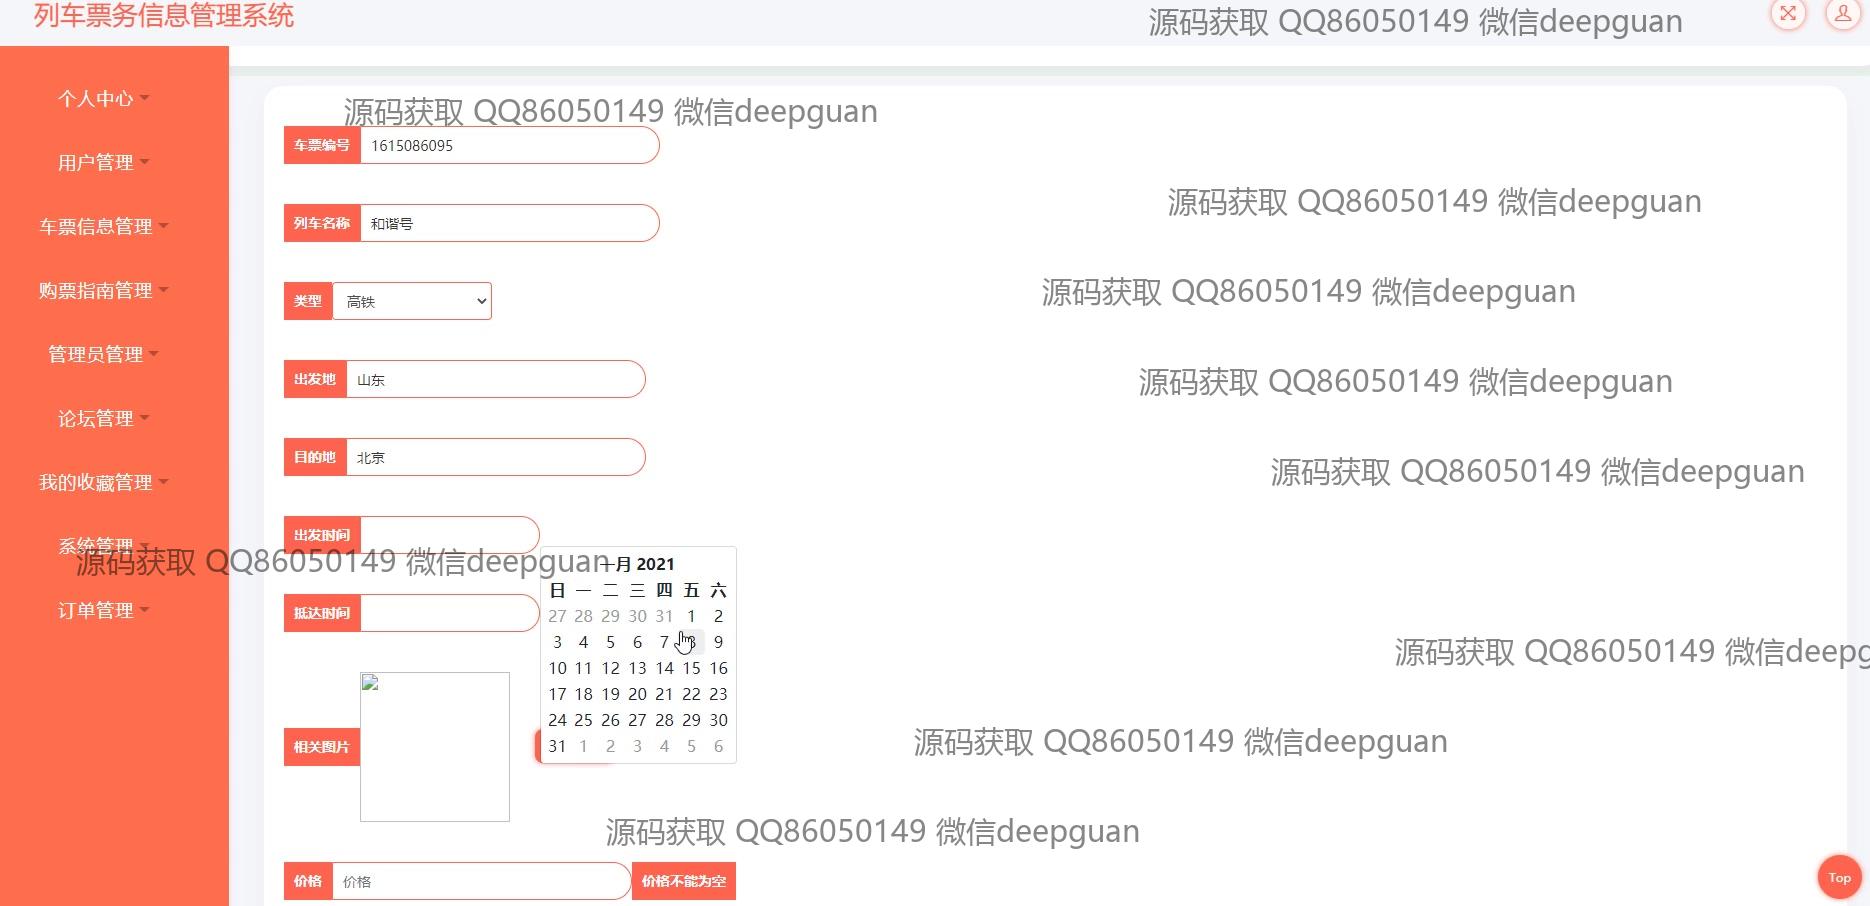 列车票务信息管理系统
源码获取 QQ86050149 微信deepguan
个人中心
源码获取 QQ86050149 微信deepguan
车票编号 1615086095
用户管理
源码获取 QQ86050149 微信deepguan
车票信息管理
列车名称 和谐号
购票指南管理
类型 高铁
源码获取 QQ86050149 微信deepguan
管理员管理
出发地 山东
源码获取 QQ86050149 微信deepguan
论坛管理
目的地 北京
源码获取 QQ86050149 微信deepguan
我的收藏管理
出发时间
系统管理
源码获取 QQ86050149 微信deepguan
一月 2021
日 一 二 三 四 五 六
27 28 29 30 31 1 2
订单管理
抵达时间
3 4 5 6 7 8 9
源码获取 QQ86050149 微信deepg
10 11 12 13 14 15 16
17 18 19 20 21 22 23
24 25 26 27 28 29 30
31 1 2 3 4 5 6
相关图片
源码获取 QQ86050149 微信deepguan
源码获取 QQ86050149 微信deepguan
价格 价格 价格不能为空
Top